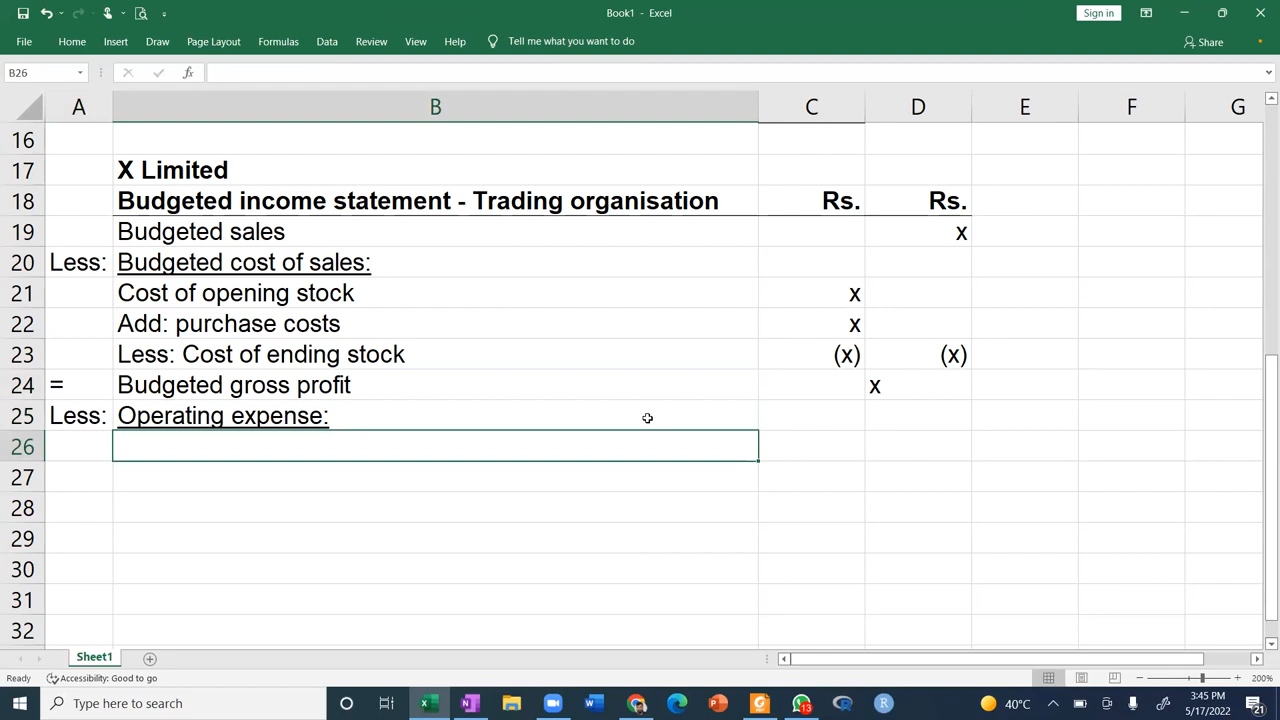 Book1 - Excel
Sign in
File Home Insert Draw Page Layout Formulas Data Review View Help Tell me what you want to do Share
B26 fx
A B C D E F G
16
17 X Limited
18 Budgeted income statement - Trading organisation Rs. Rs.
19 Budgeted sales x
20 Less: Budgeted cost of sales:
21 Cost of opening stock x
22 Add: purchase costs x
23 Less: Cost of ending stock (x) (x)
24 = Budgeted gross profit x
25 Less: Operating expense:
26
27
28
29
30
31
32
Sheet1
Ready Accessibility: Good to go 200%
Type here to search 13 40°C 3:45 PM
5/17/2022 21